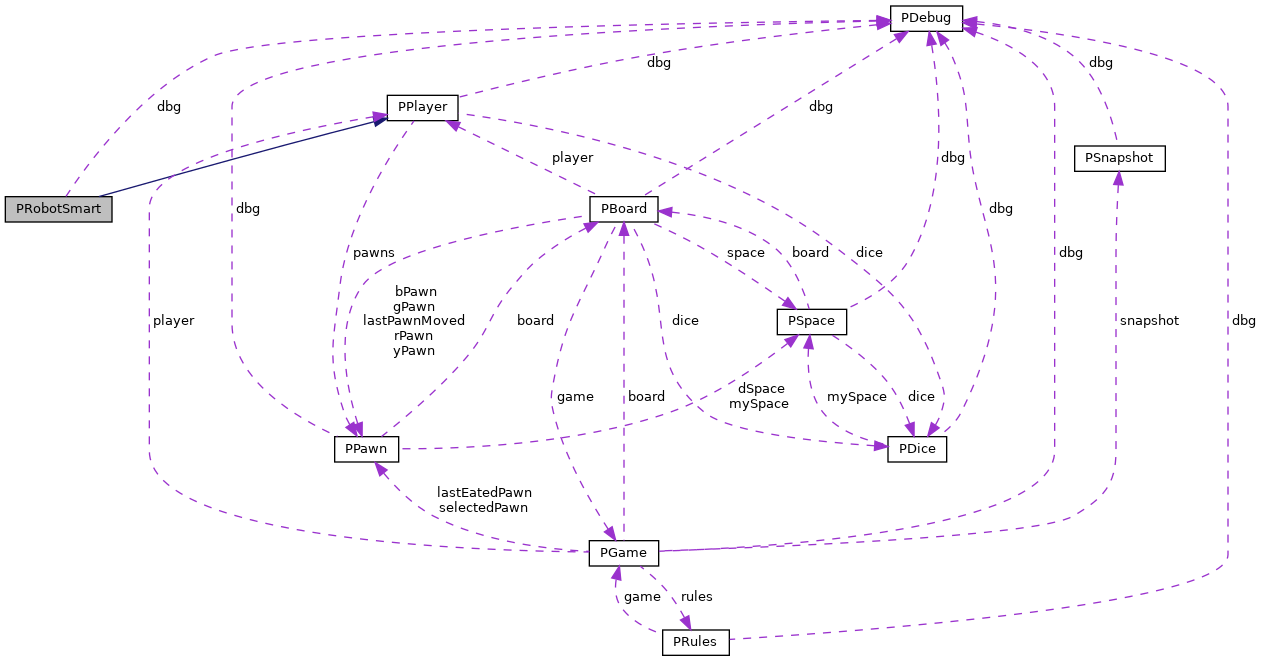 PDebug
dbg
dbg
dbg
PPlayer
dbg
PSnapshot
player
dbg
PRobotSmart
dbg
PBoard
dbg
pawns
space
board
dice
dbg
bPawn
gPawn
lastPawnMoved
rPawn
yPawn
player
board
dice
PSpace
snapshot
dbg
game
board
dSpace
mySpace
mySpace
dice
PPawn
PDice
lastEatedPawn
selectedPawn
PGame
game
rules
PRules